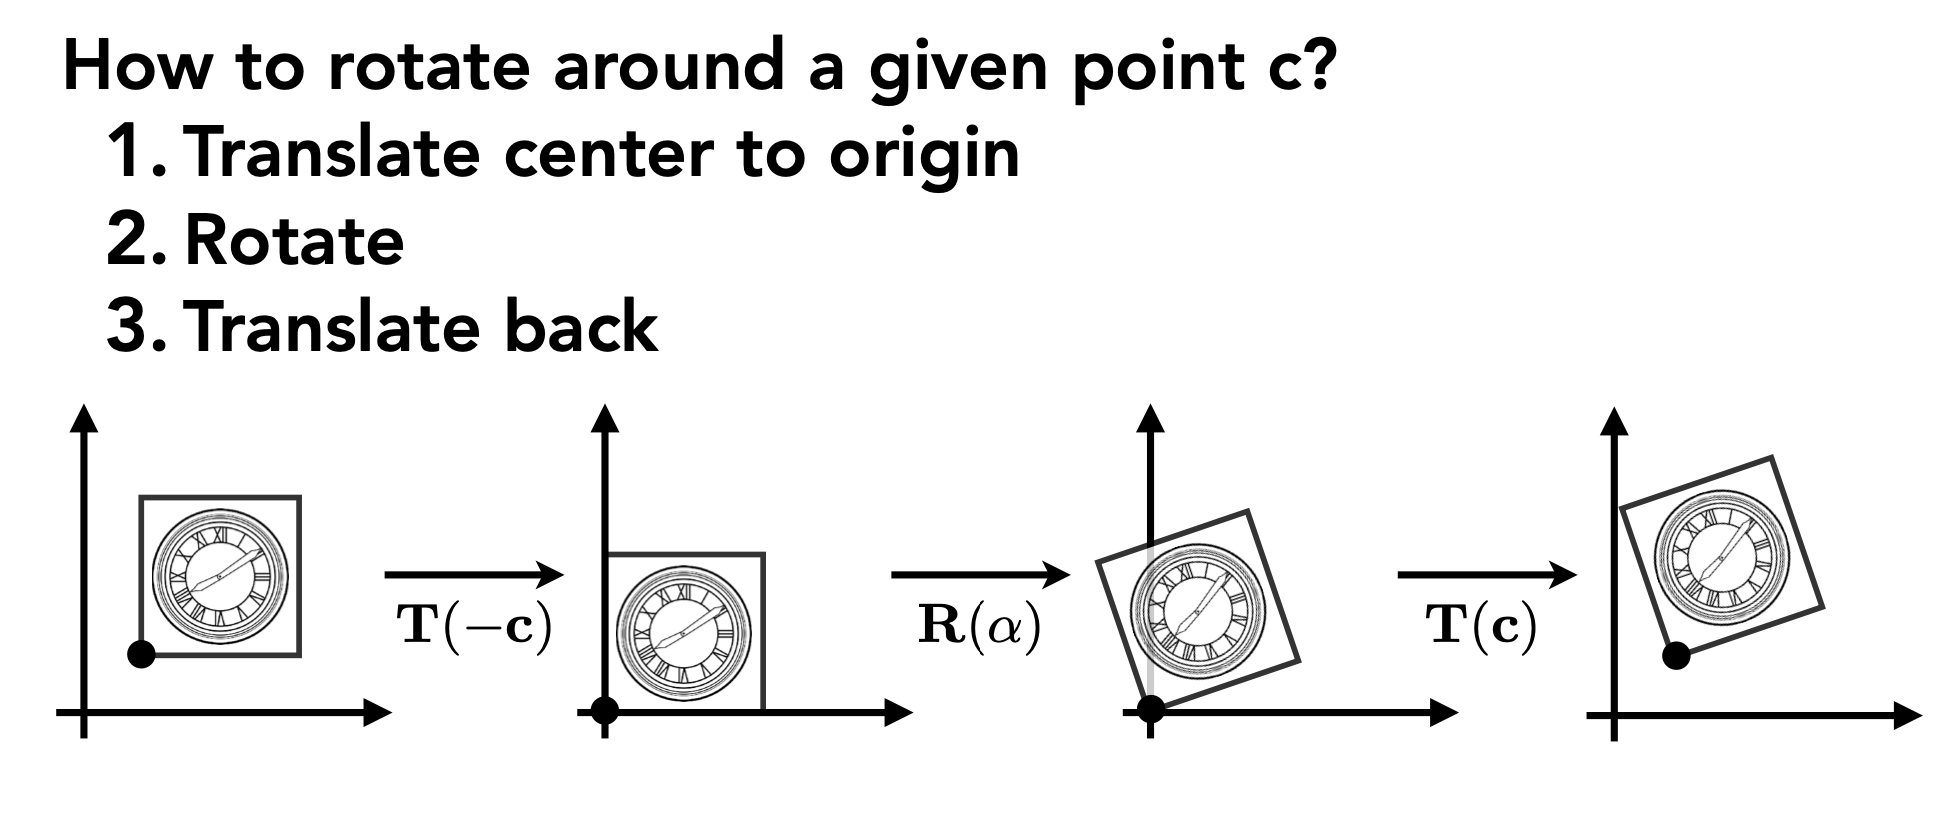 How to rotate around a given point c?
1. Translate center to origin
2. Rotate
3. Translate back
T(−c)
R(α)
T(c)